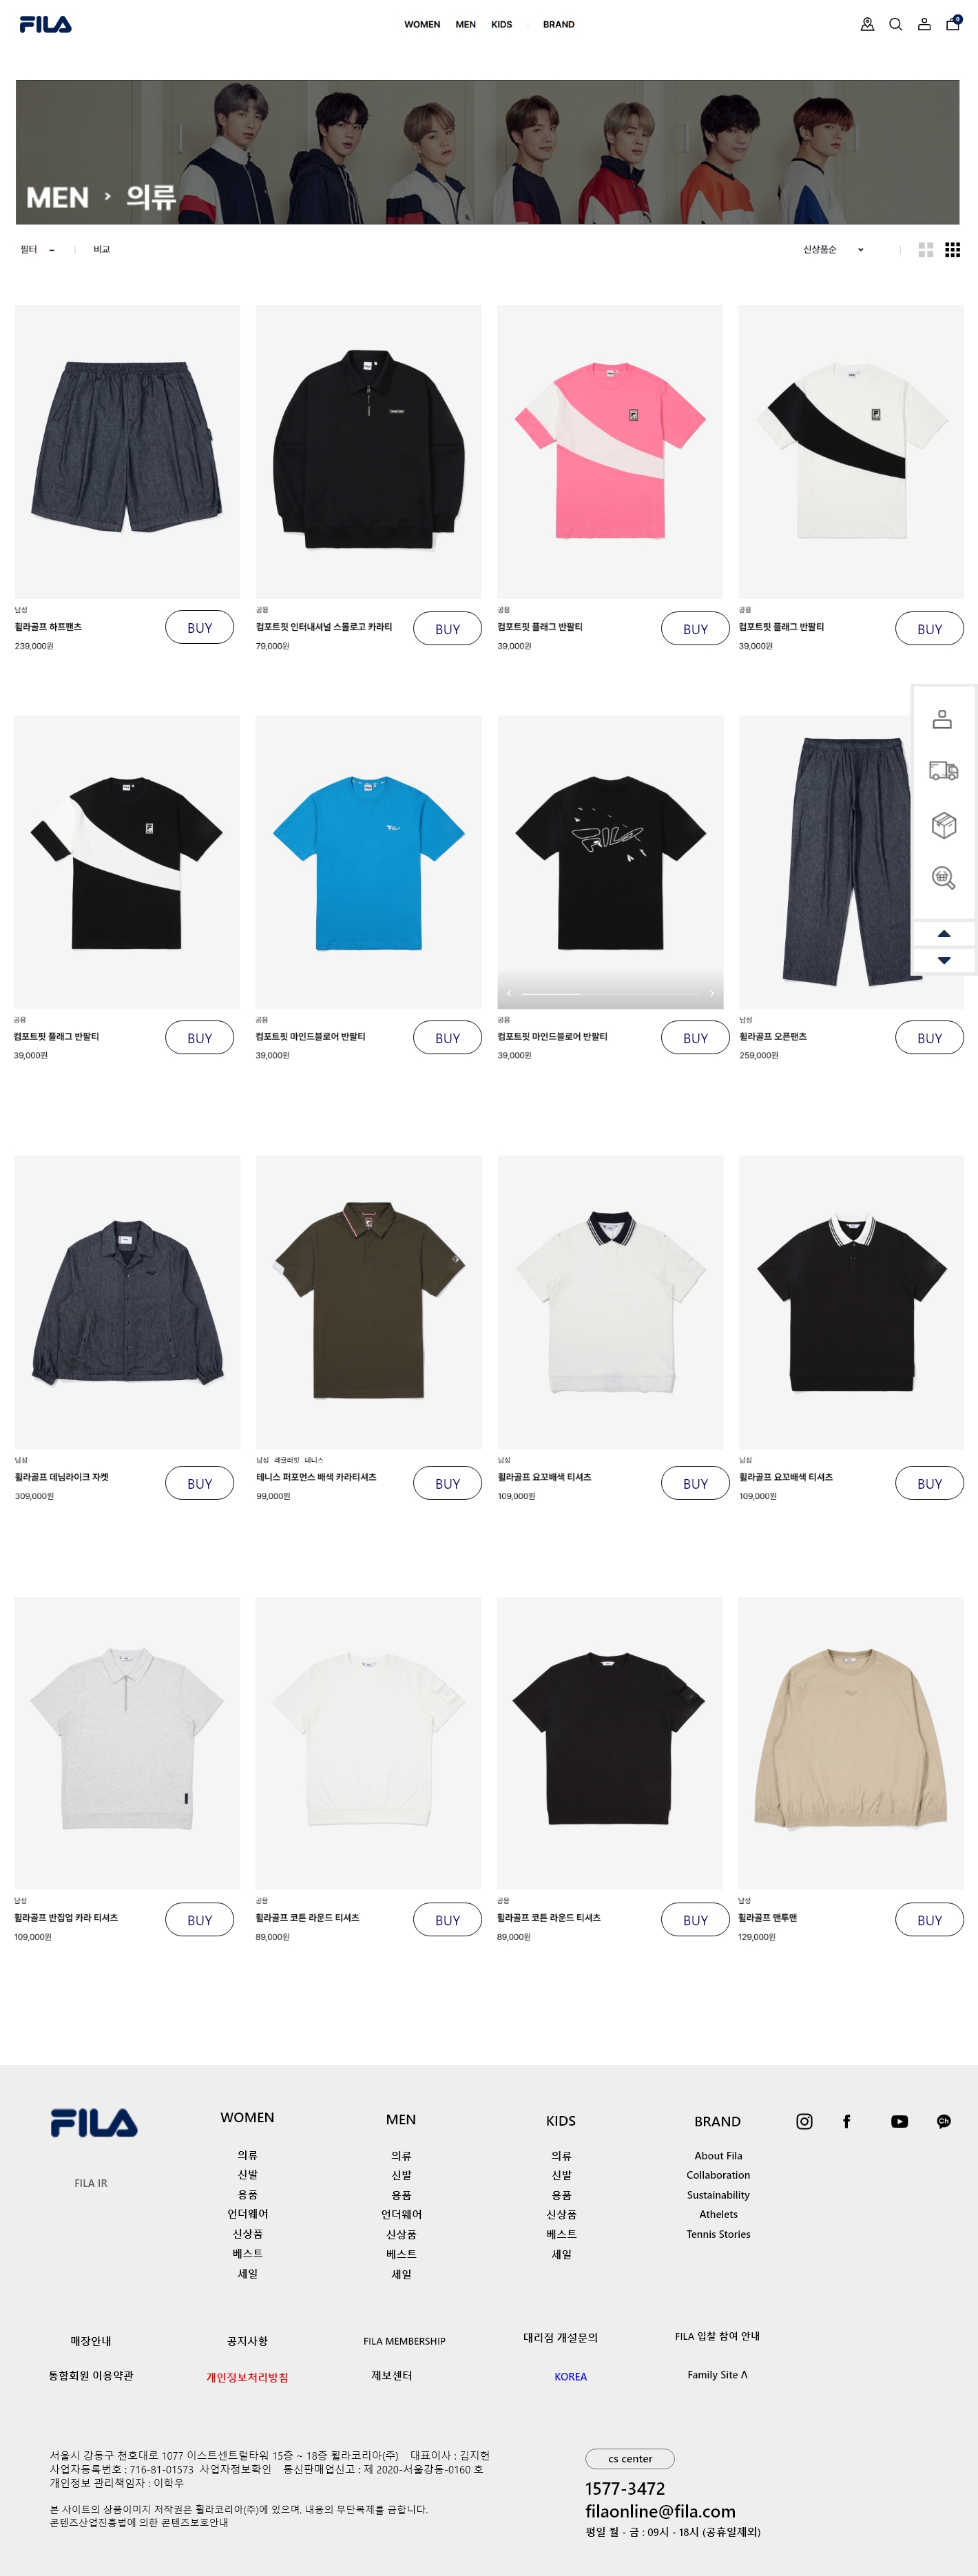 FILA
WOMEN MEN KIDS BRAND
0
MEN > 의류
필터 - 비교 신상품순
남성
휠라골프 하프팬츠
239,000원
BUY
공용
컴포트핏 인터내셔널 스몰로고 카라티
79,000원
BUY
공용
컴포트핏 플래그 반팔티
39,000원
BUY
공용
컴포트핏 플래그 반팔티
39,000원
BUY
FILA
공용
컴포트핏 플래그 반팔티
39,000원
BUY
공용
컴포트핏 마인드블로어 반팔티
39,000원
BUY
공용
컴포트핏 마인드블로어 반팔티
39,000원
BUY
남성
휠라골프 오픈팬츠
259,000원
BUY
남성
휠라골프 데님라이크 자켓
309,000원
BUY
남성 레귤러핏 테니스
테니스 퍼포먼스 배색 카라티셔츠
99,000원
BUY
남성
휠라골프 요꼬배색 티셔츠
109,000원
BUY
남성
휠라골프 요꼬배색 티셔츠
109,000원
BUY
남성
휠라골프 반집업 카라 티셔츠
109,000원
BUY
공용
휠라골프 코튼 라운드 티셔츠
89,000원
BUY
공용
휠라골프 코튼 라운드 티셔츠
89,000원
BUY
남성
휠라골프 맨투맨
129,000원
BUY
FILA
FILA IR
WOMEN
의류
신발
용품
언더웨어
신상품
베스트
세일
MEN
의류
신발
용품
언더웨어
신상품
베스트
세일
KIDS
의류
신발
용품
신상품
베스트
세일
BRAND
About Fila
Collaboration
Sustainability
Athelets
Tennis Stories
Ch
매장안내 공지사항 FILA MEMBERSHIP 대리점 개설문의 FILA 입찰 참여 안내
통합회원 이용약관 개인정보처리방침 제보센터 KOREA Family Site Λ
서울시 강동구 천호대로 1077 이스트센트럴타워 15층 ~ 18층 휠라코리아(주) 대표이사 : 김지헌
사업자등록번호 : 716-81-01573 사업자정보확인 통신판매업신고 : 제 2020-서울강동-0160 호
개인정보 관리책임자 : 이학우
본 사이트의 상품이미지 저작권은 휠라코리아(주)에 있으며, 내용의 무단복제를 금합니다.
콘텐츠산업진흥법에 의한 콘텐츠보호안내
cs center
1577-3472
filaonline@fila.com
평일 월 - 금 : 09시 - 18시 (공휴일제외)